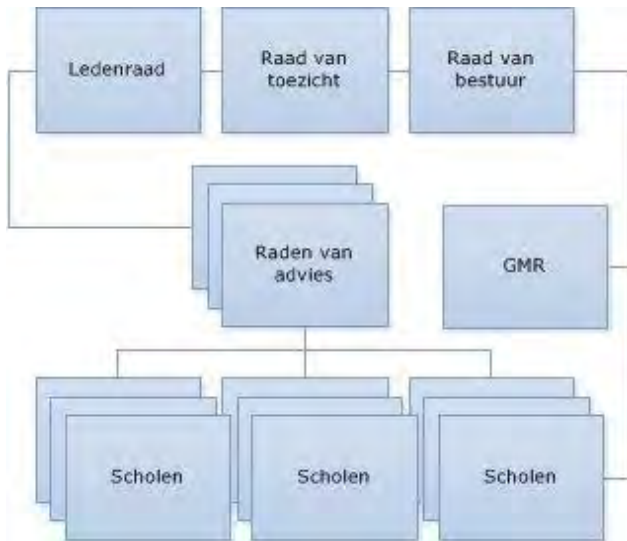 Ledenraad
Raad van
toezicht
Raad van
bestuur
Raden van
advies
GMR
Scholen
Scholen
Scholen